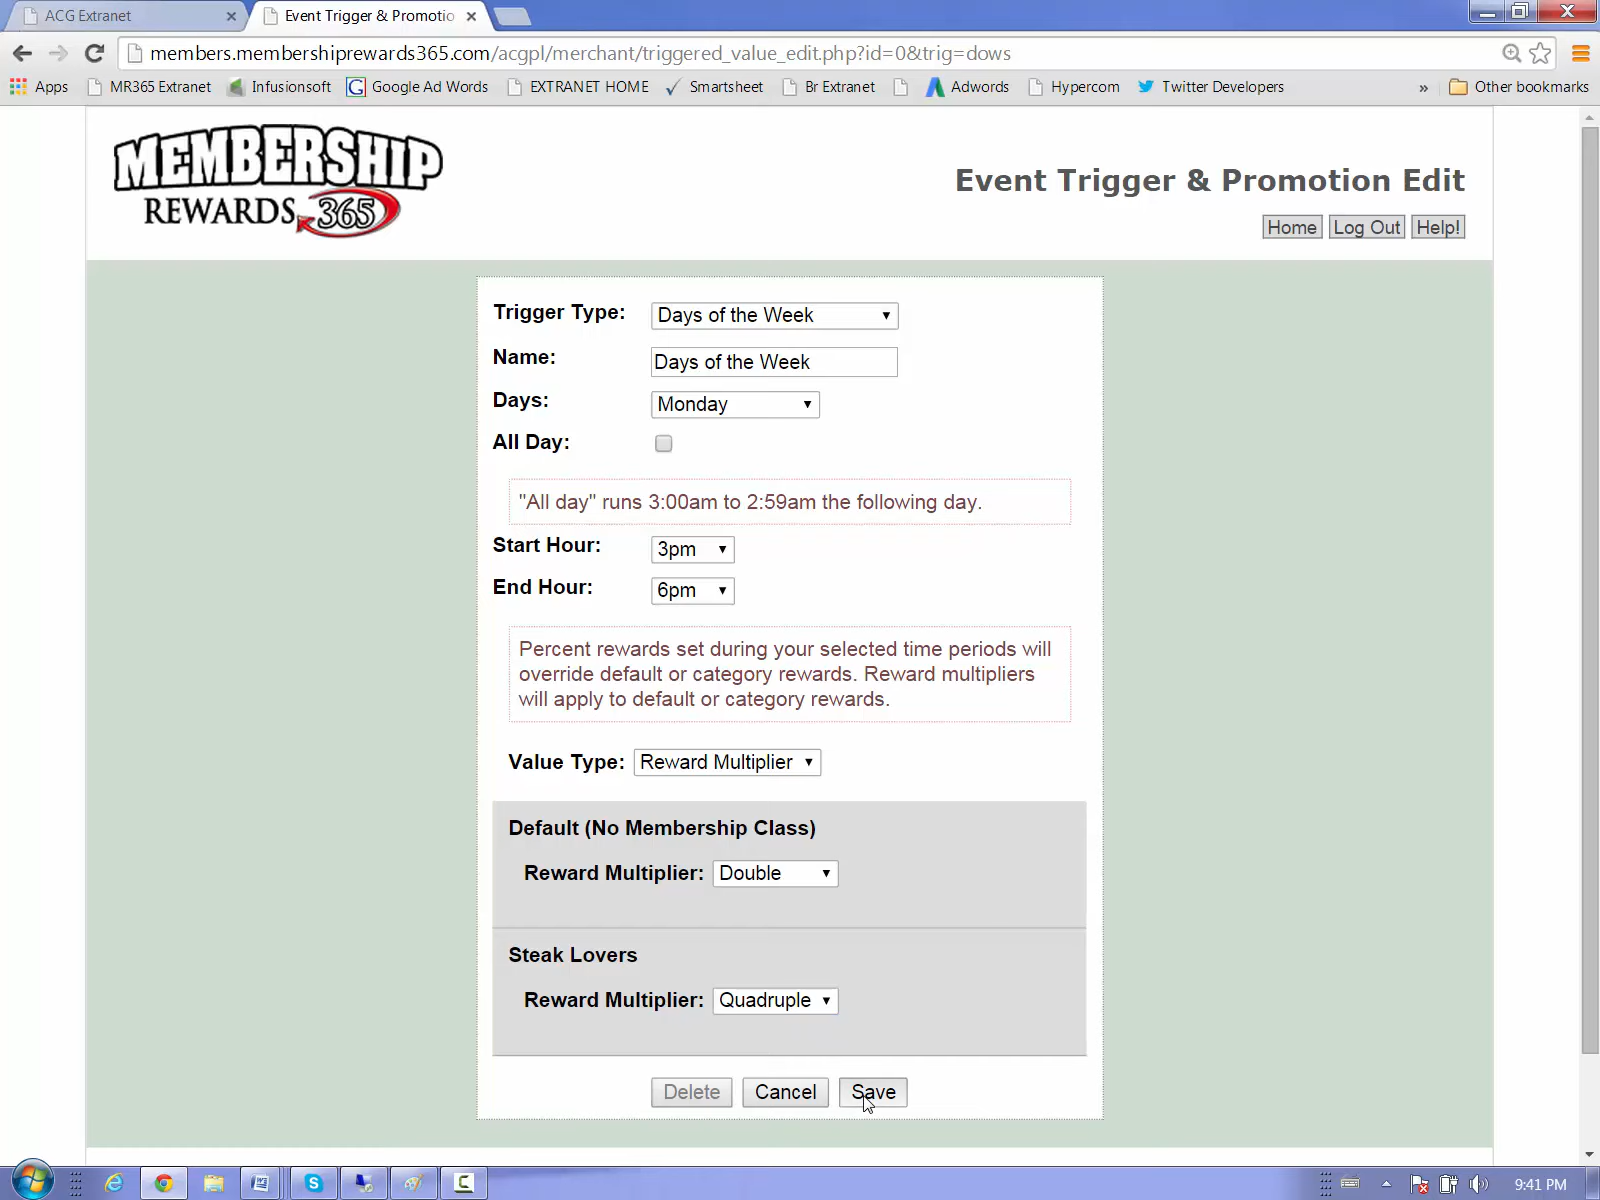 ACG Extranet
Event Trigger & Promotio
members.membershiprewards365.com/acgpl/merchant/triggered_value_edit.php?id=0&trig=dows
Apps MR365 Extranet Infusionsoft Google Ad Words EXTRANET HOME Smartsheet Br Extranet Adwords Hypercom Twitter Developers » Other bookmarks
MEMBERSHIP
REWARDS 365
Event Trigger & Promotion Edit
Home Log Out Help!
Trigger Type: Days of the Week
Name: Days of the Week
Days: Monday
All Day:
"All day" runs 3:00am to 2:59am the following day.
Start Hour: 3pm
End Hour: 6pm
Percent rewards set during your selected time periods will
override default or category rewards. Reward multipliers
will apply to default or category rewards.
Value Type: Reward Multiplier
Default (No Membership Class)
Reward Multiplier: Double
Steak Lovers
Reward Multiplier: Quadruple
Delete Cancel Save
9:41 PM